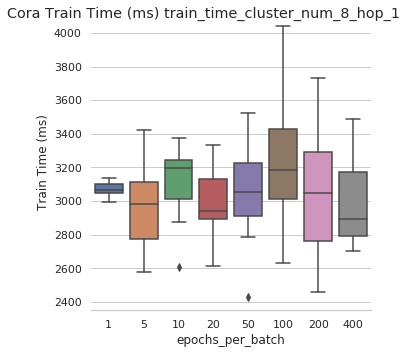 Cora Train Time (ms) train_time_cluster_num_8_hop_1
4000
3800
3600
3400
3200
3000
2800
2600
2400
Train Time (ms)
1 5 10 20 50 100 200 400
epochs_per_batch